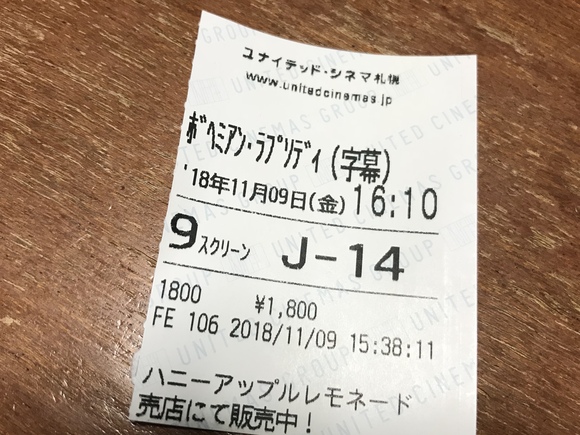 ユナイテッド・シネマ札幌
www.unitedcinemas.jp
ﾎﾞﾍﾐｱﾝ・ﾗﾌﾟｿﾃﾞｨ(字幕)
'18年11月09日(金) 16:10
9スクリーン J-14
1800 ¥1,800
FE 106 2018/11/09 15:38:11
ハニーアップルレモネード
売店にて販売中！